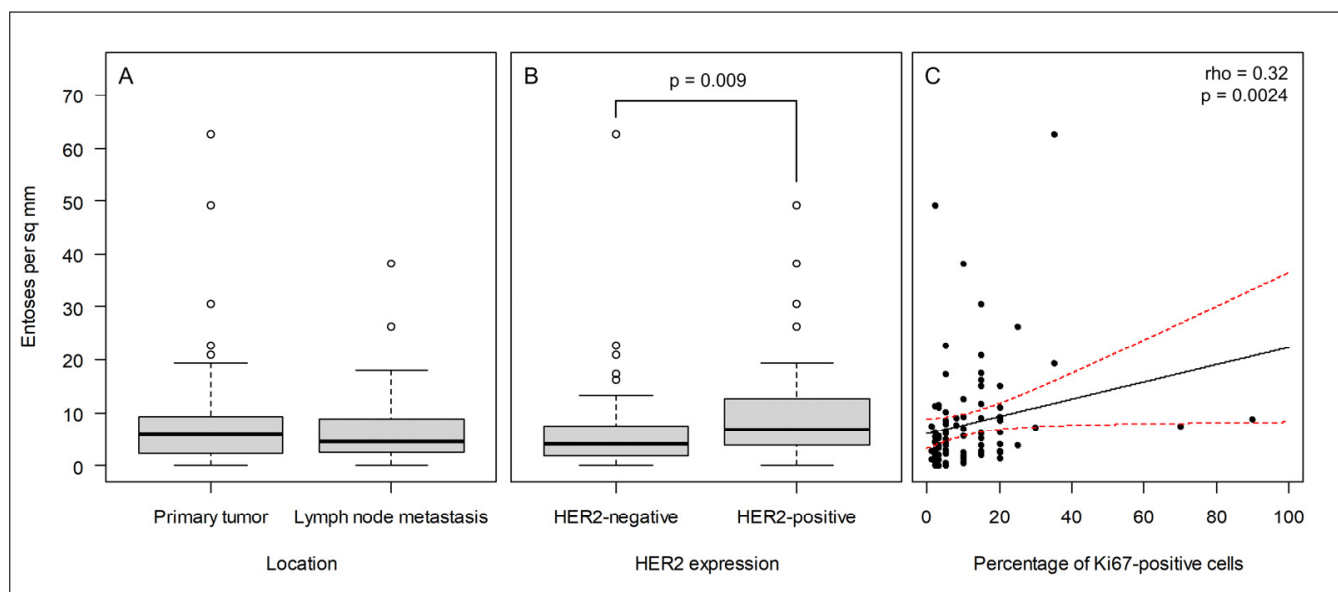 A
B
C
p = 0.009
rho = 0.32
p = 0.0024
Entoses per sq mm
70
60
50
40
30
20
10
0
Primary tumor Lymph node metastasis
HER2-negative HER2-positive
0 20 40 60 80 100
Location
HER2 expression
Percentage of Ki67-positive cells